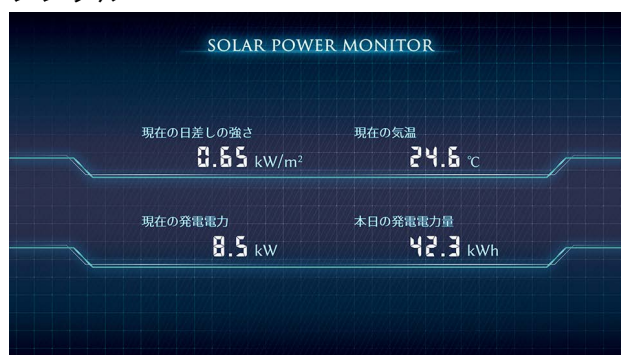 SOLAR POWER MONITOR
現在の日差しの強さ 現在の気温
0.65 kW/m² 24.6 ℃
現在の発電電力 本日の発電電力量
8.5 kW 42.3 kWh